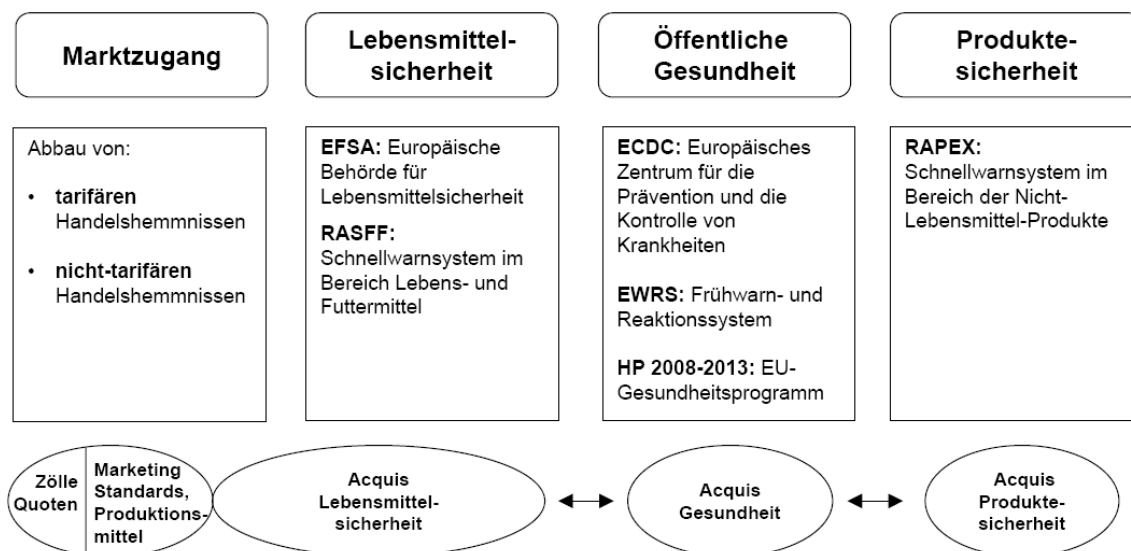 Marktzugang
Lebensmittel-
sicherheit
Öffentliche
Gesundheit
Produkte-
sicherheit
Abbau von:
• tarifären
Handelshemmnissen
• nicht-tarifären
Handelshemmnissen
EFSA: Europäische
Behörde für
Lebensmittelsicherheit
RASFF:
Schnellwarnsystem im
Bereich Lebens- und
Futtermittel
ECDC: Europäisches
Zentrum für die
Prävention und die
Kontrolle von
Krankheiten
EWRS: Frühwarn- und
Reaktionssystem
HP 2008-2013: EU-
Gesundheitsprogramm
RAPEX:
Schnellwarnsystem im
Bereich der Nicht-
Lebensmittel-Produkte
Zölle
Quoten
Marketing
Standards,
Produktions-
mittel
Acquis
Lebensmittel-
sicherheit
Acquis
Gesundheit
Acquis
Produkte-
sicherheit